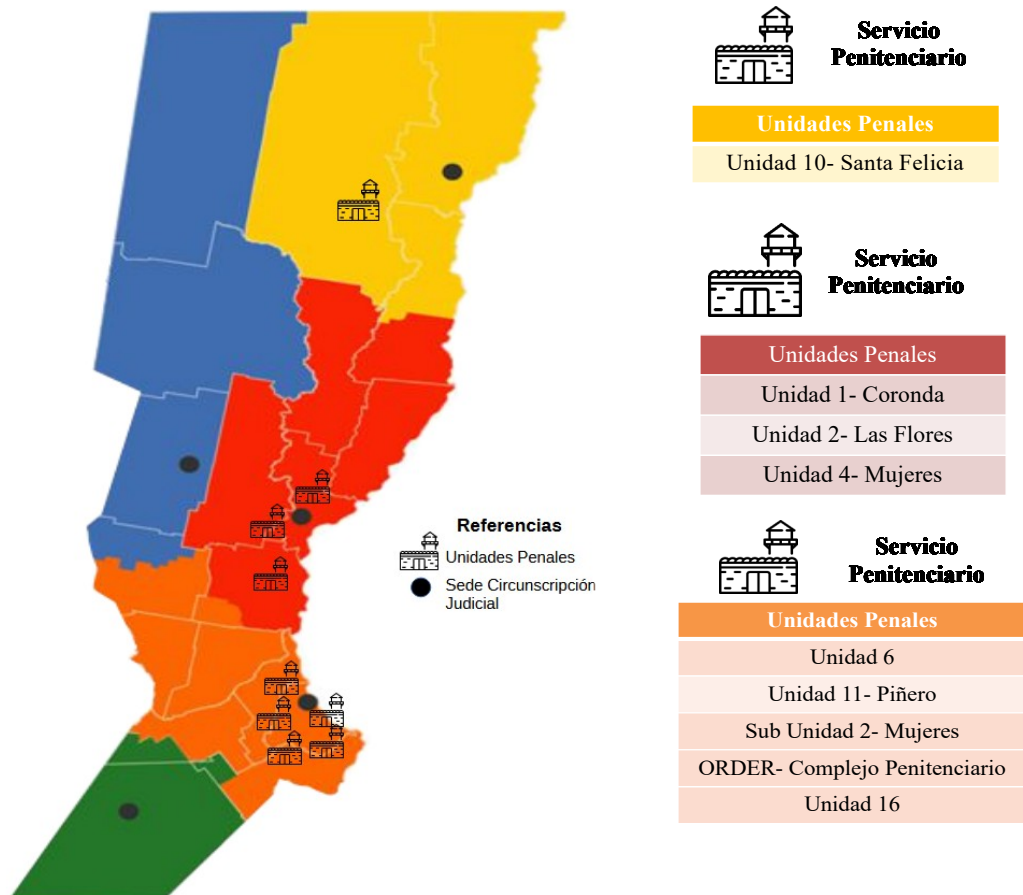 Servicio
Penitenciario
Unidades Penales
Unidad 10- Santa Felicia
Servicio
Penitenciario
Unidades Penales
Unidad 1- Coronda
Unidad 2- Las Flores
Unidad 4- Mujeres
Referencias
Unidades Penales
Sede Circunscripción
Judicial
Servicio
Penitenciario
Unidades Penales
Unidad 6
Unidad 11- Piñero
Sub Unidad 2- Mujeres
ORDER- Complejo Penitenciario
Unidad 16